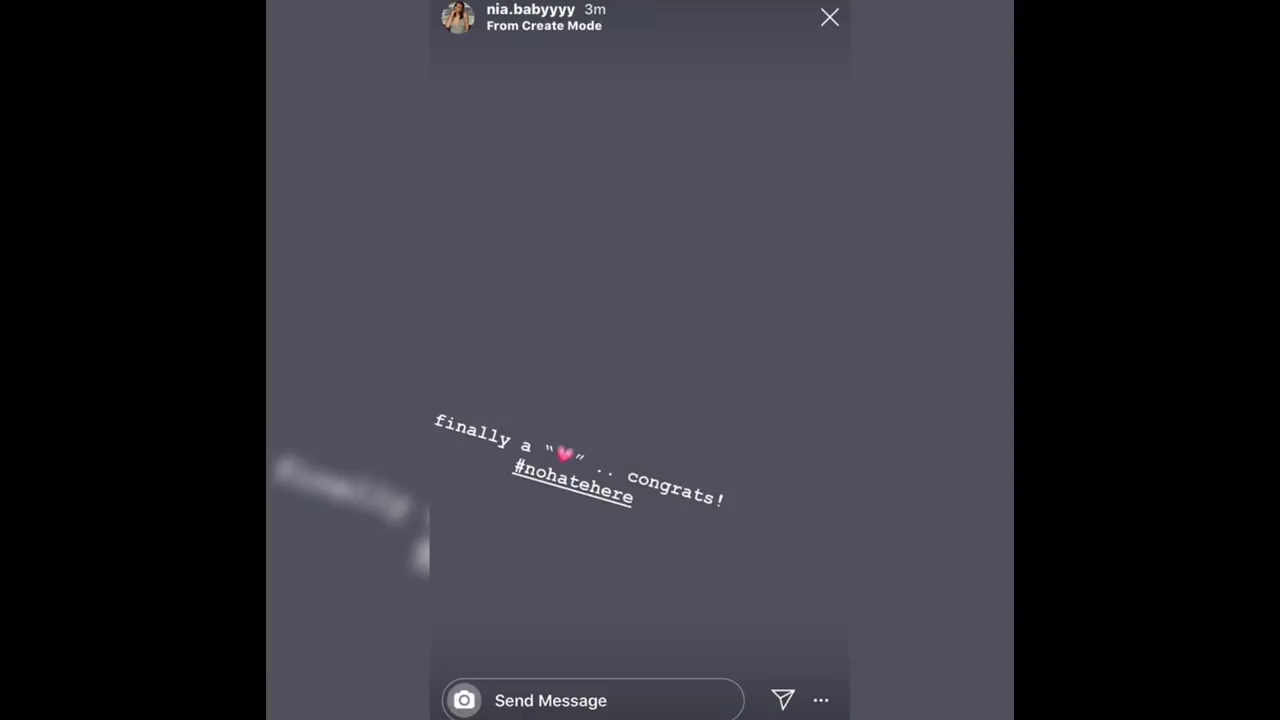 nia.babyyyy 3m
From Create Mode
finally a "💗" .. congrats!
#nohatehere
Send Message